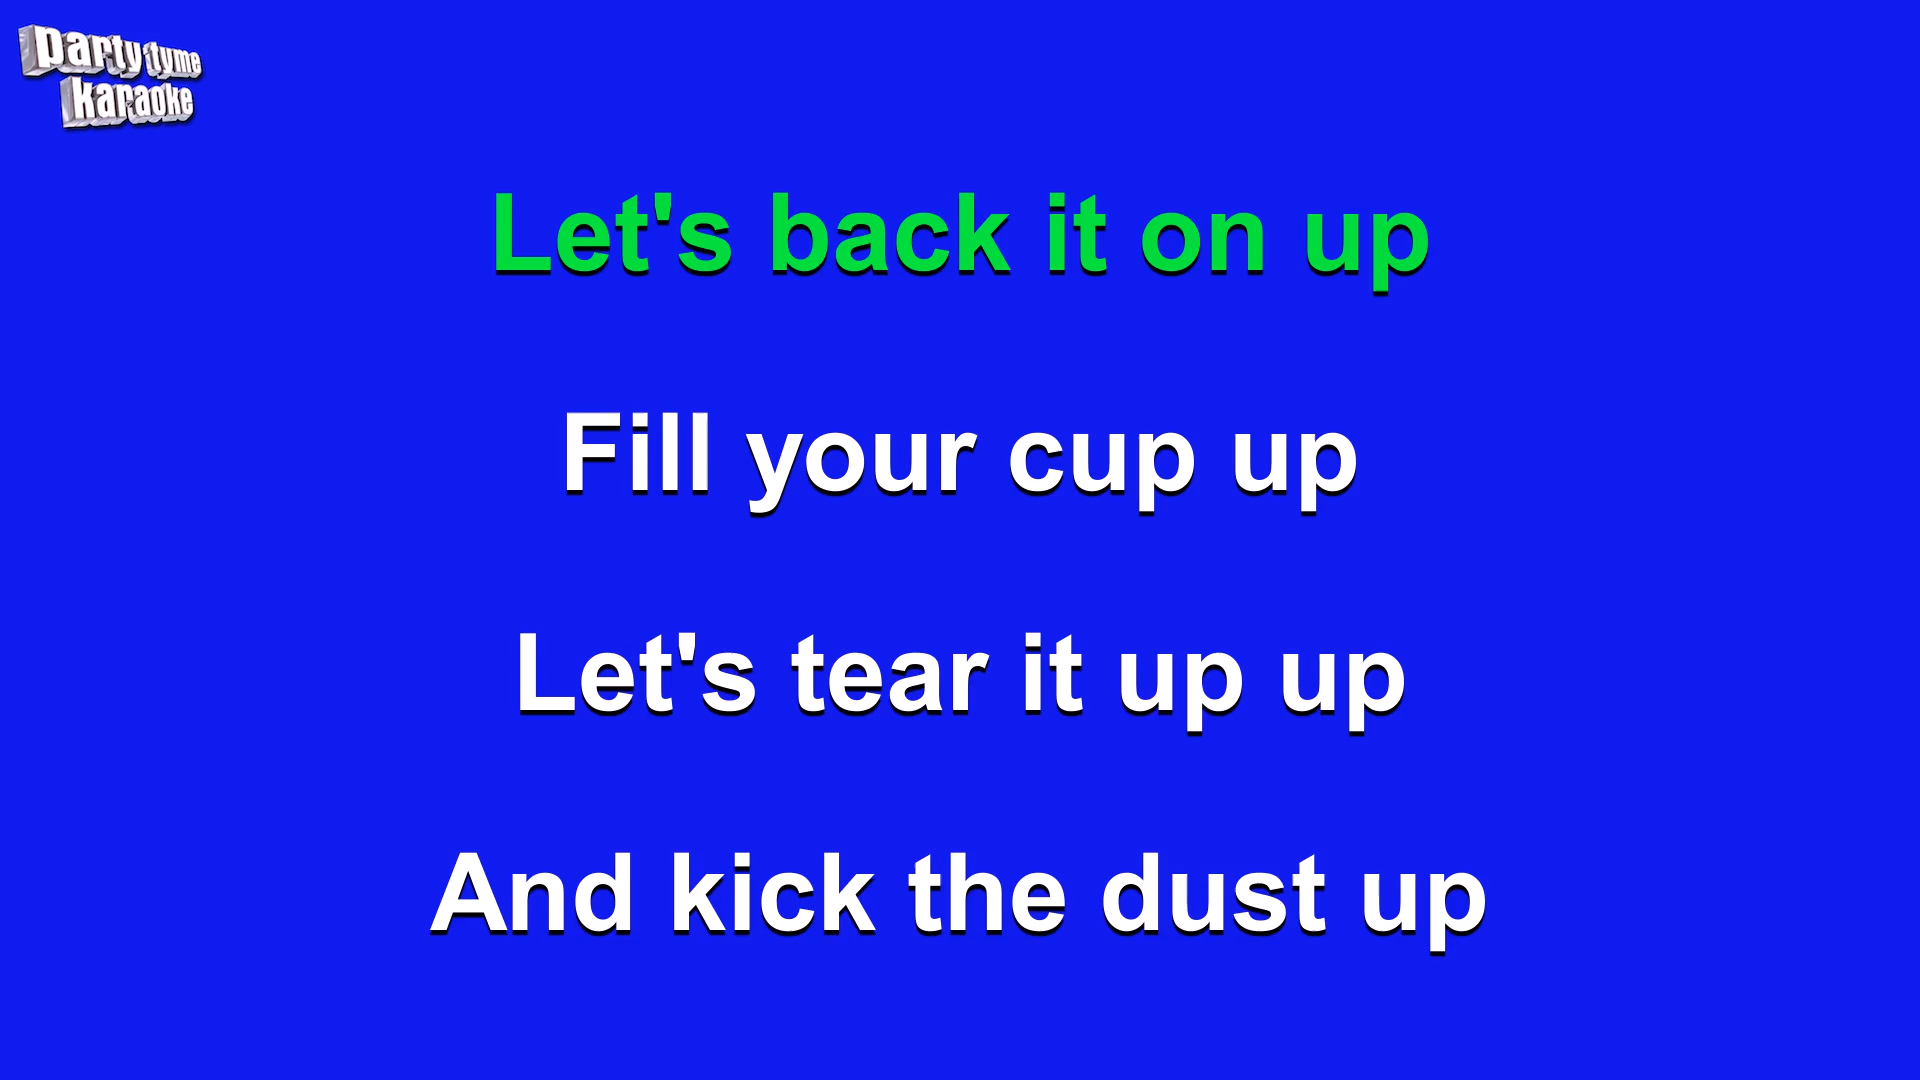 party tyme
karaoke
Let's back it on up
Fill your cup up
Let's tear it up up
And kick the dust up